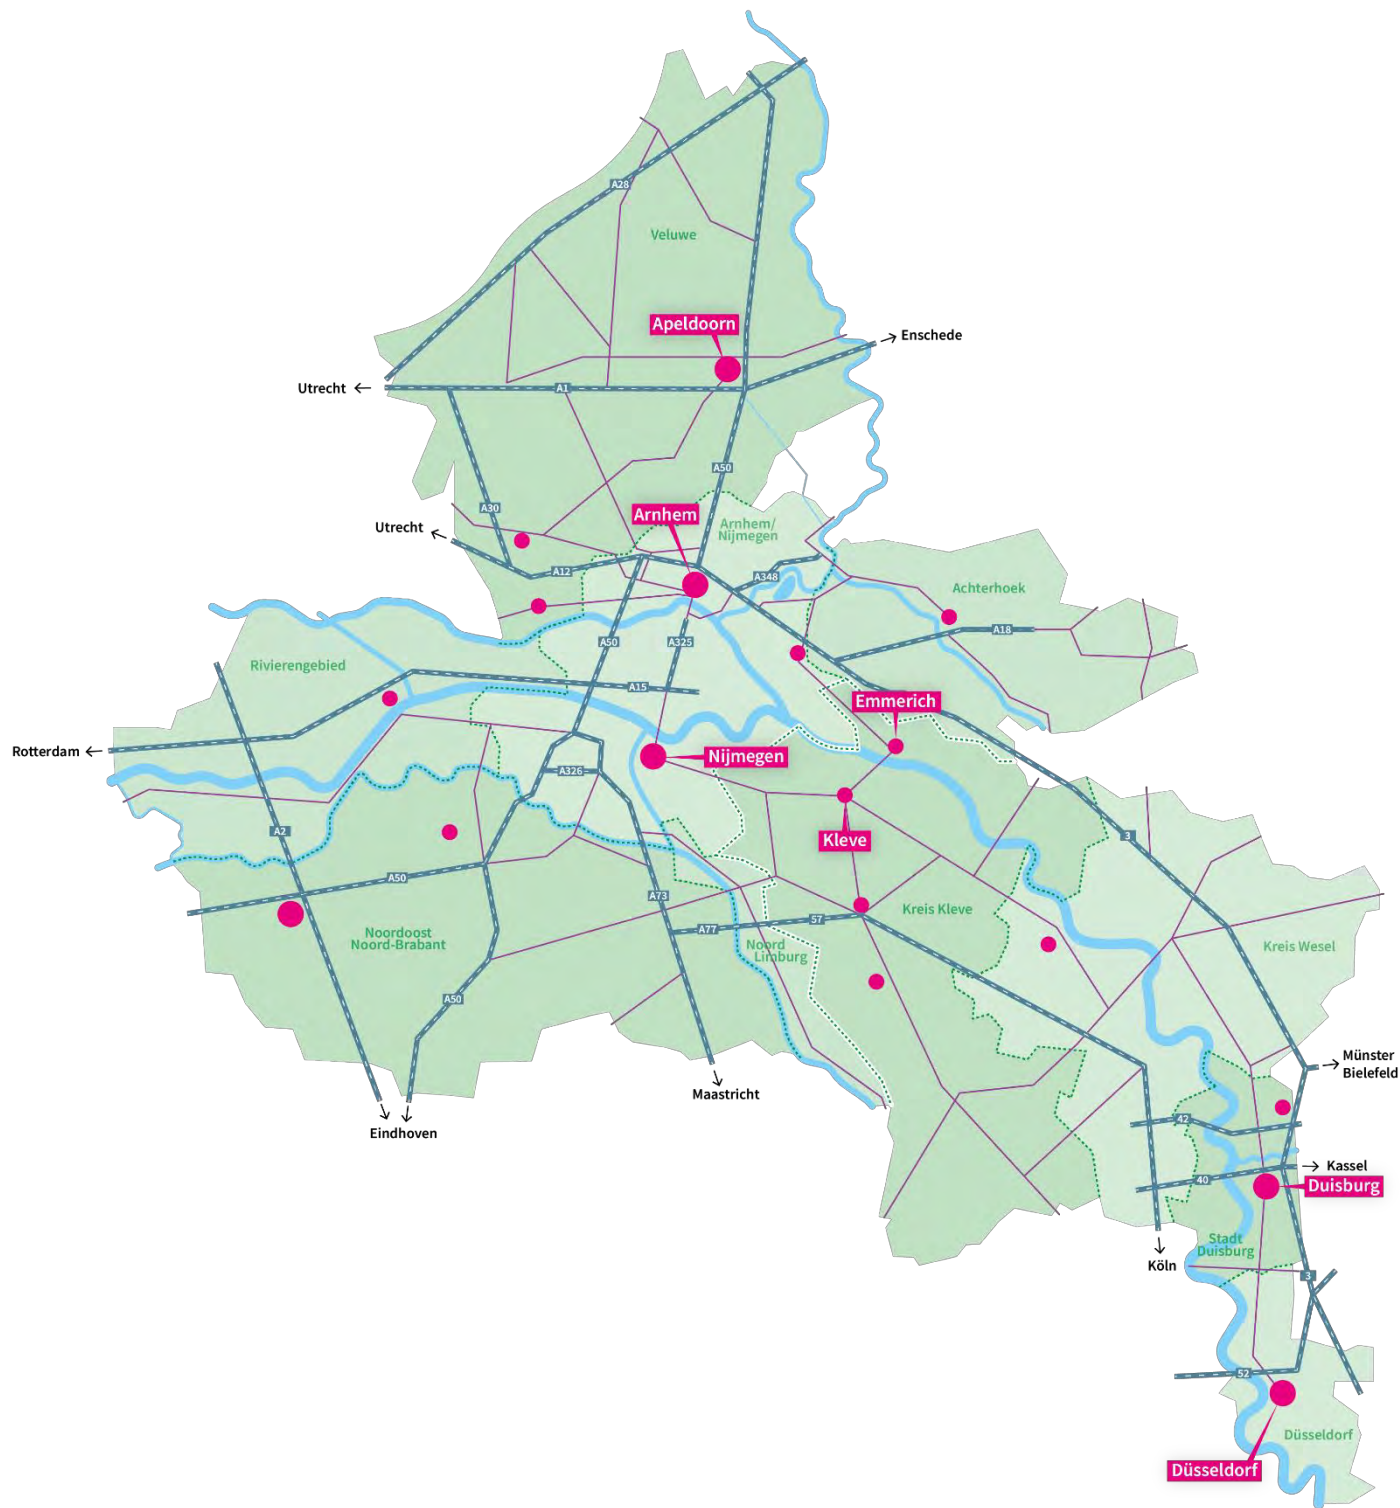 A28
Veluwe
Apeldoorn
Enschede
Utrecht
A1
A50
A30
Arnhem
Utrecht
Arnhem/
Nijmegen
A12
A348
Achterhoek
A18
A50
A325
Rivierengebied
A15
Emmerich
Rotterdam
Nijmegen
A326
A2
Kleve
3
A50
A73
Kreis Kleve
57
A77
Noordoost
Noord-Brabant
Noord
Limburg
Kreis Wesel
A50
Münster
Bielefeld
Maastricht
42
Eindhoven
Kassel
40
Duisburg
Stadt
Duisburg
Köln
3
52
Düsseldorf
Düsseldorf